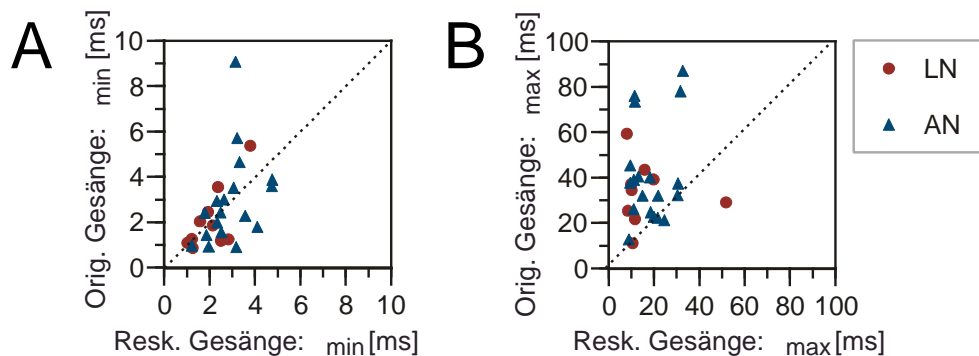 A
Orig. Gesänge: min [ms]
10
8
6
4
2
0
0 2 4 6 8 10
Resk. Gesänge: min [ms]
B
Orig. Gesänge: max [ms]
100
80
60
40
20
0
0 20 40 60 80 100
Resk. Gesänge: max [ms]
LN
AN